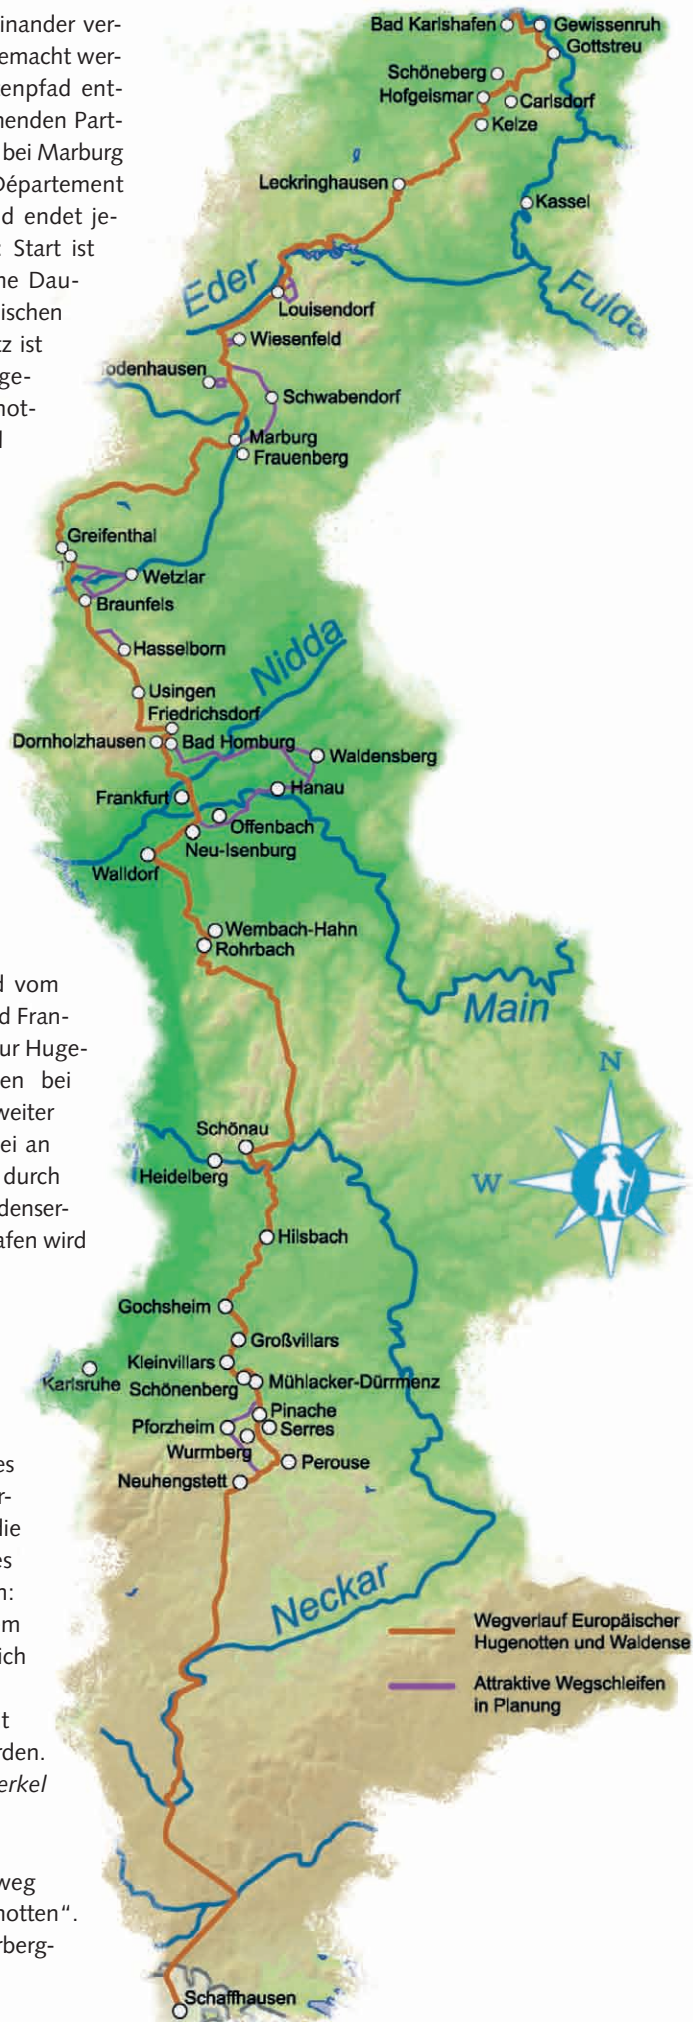 inander ver-
emacht wer-
enpfad ent-
enden Part-
bei Marburg
Département
d endet je-
Start ist
ne Dau-
ischen
z ist
ge-
not-
d vom
d Fran-
ur Huge-
en bei
weiter
ei an
durch
denser-
afen wird
es
r-
die
es
n:
m
ich
t
rden.
erkel
weg
notten“.
rberg-
Bad Karlshafen
Gewissenruh
Gottstreu
Schöneberg
Hofgeismar
Carlsdorf
Kelze
Leckringhausen
Kassel
Eder
Fulda
Louisendorf
Wiesenfeld
Todenhausen
Schwabendorf
Marburg
Frauenberg
Greifenthal
Wetzlar
Braunfels
Hasselborn
Nidda
Usingen
Friedrichsdorf
Dornholzhausen
Bad Homburg
Waldensberg
Hanau
Frankfurt
Offenbach
Neu-Isenburg
Walldorf
Wembach-Hahn
Rohrbach
Main
N
W
Schönau
Heidelberg
Hilsbach
Gochsheim
Großvillars
Kleinvillars
Karlsruhe
Schönenberg
Mühlacker-Dürrmenz
Pinache
Pforzheim
Serres
Wurmberg
Perouse
Neuhengstett
Neckar
Wegverlauf Europäischer
Hugenotten und Waldense
Attraktive Wegschleifen
in Planung
Schaffhausen